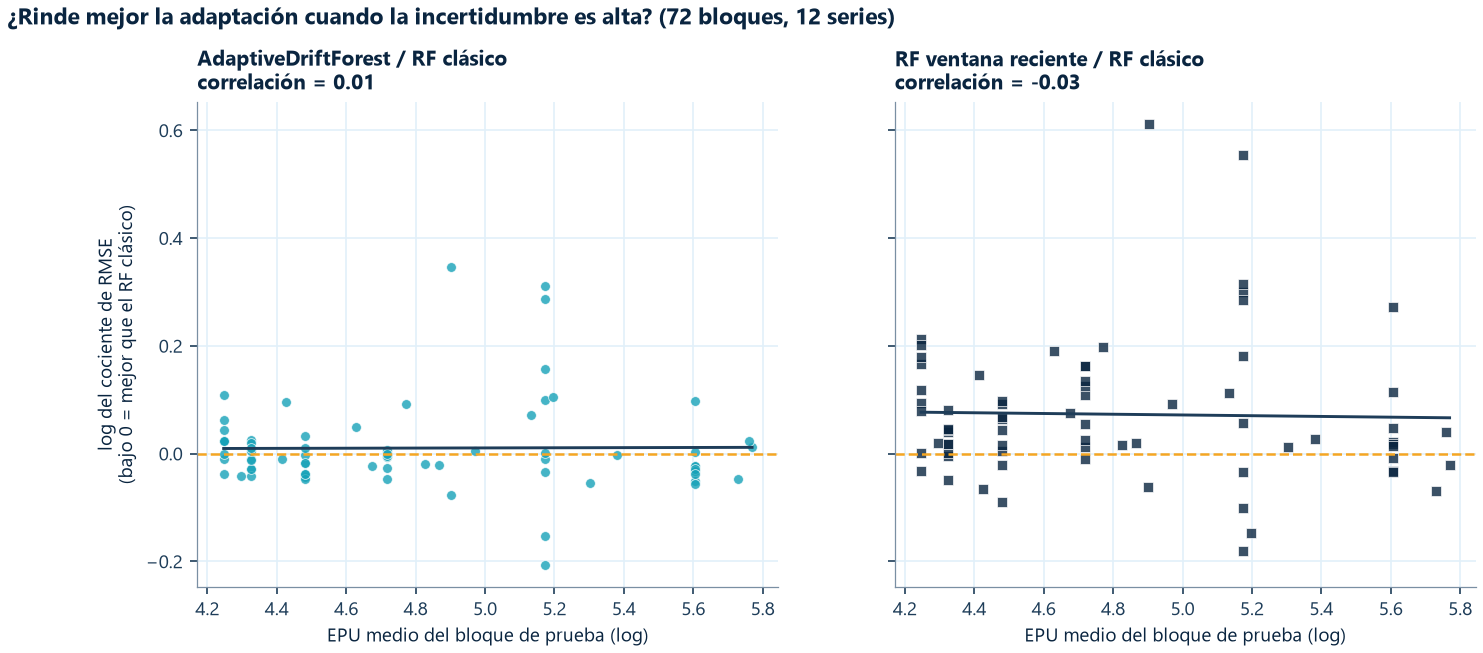 ¿Rinde mejor la adaptación cuando la incertidumbre es alta? (72 bloques, 12 series)
AdaptiveDriftForest / RF clásico
correlación = 0.01
log del cociente de RMSE
(bajo 0 = mejor que el RF clásico)
0.6
0.4
0.2
0.0
−0.2
4.2 4.4 4.6 4.8 5.0 5.2 5.4 5.6 5.8
EPU medio del bloque de prueba (log)
RF ventana reciente / RF clásico
correlación = -0.03
4.2 4.4 4.6 4.8 5.0 5.2 5.4 5.6 5.8
EPU medio del bloque de prueba (log)